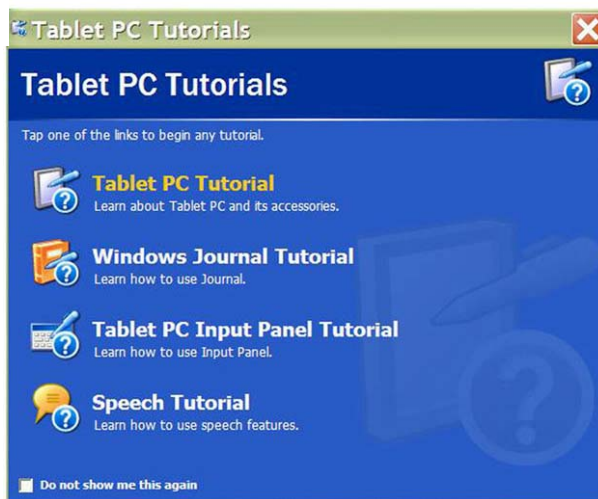 Tablet PC Tutorials
Tablet PC Tutorials
Tap one of the links to begin any tutorial.
Tablet PC Tutorial
Learn about Tablet PC and its accessories.
Windows Journal Tutorial
Learn how to use Journal.
Tablet PC Input Panel Tutorial
Learn how to use Input Panel.
Speech Tutorial
Learn how to use speech features.
Do not show me this again